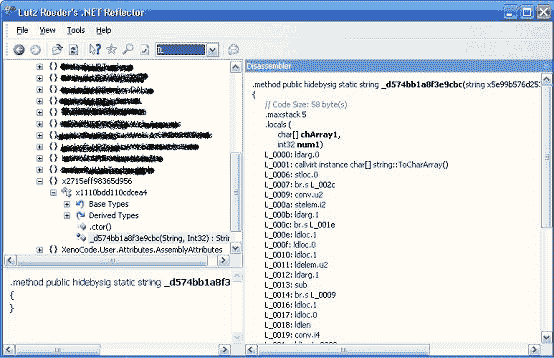 Lutz Roeder's .NET Reflector
File View Tools Help
IL
x2715eff98365d956
x1110bdd110cdcea4
Base Types
Derived Types
.ctor()
_d574bb1a8f3e9cbc(String, Int32) : Stri
XenoCode.User.Attributes.AssemblyAttributes
.method public hidebysig static string _d574bb1a8f3
{
}
Disassembler
.method public hidebysig static string _d574bb1a8f3e9cbc(string x5e99b576d25
{
// Code Size: 58 byte(s)
.maxstack 5
.locals (
char[] chArray1,
int32 num1)
L_0000: ldarg.0
L_0001: callvirt instance char[] string::ToCharArray()
L_0006: stloc.0
L_0007: br.s L_002c
L_0009: conv.u2
L_000a: stelem.i2
L_000b: ldarg.1
L_000c: br.s L_001e
L_000e: ldloc.1
L_000f: ldloc.0
L_0010: ldloc.1
L_0011: ldelem.u2
L_0012: ldarg.1
L_0013: sub
L_0014: br.s L_0009
L_0016: ldloc.1
L_0017: ldloc.0
L_0018: ldlen
L_0019: conv.i4